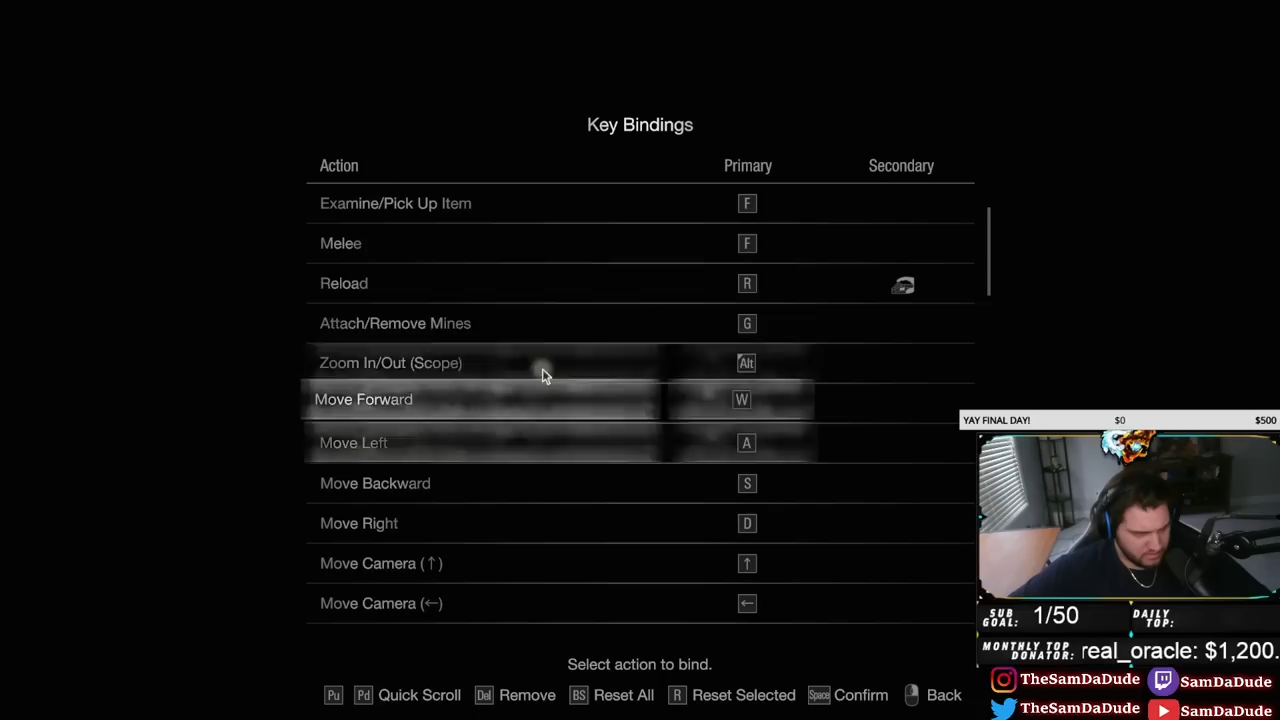 Key Bindings
Action Primary Secondary
Examine/Pick Up Item F
Melee F
Reload R
Attach/Remove Mines G
Zoom In/Out (Scope) Alt
Move Forward W
Move Left A
Move Backward S
Move Right D
Move Camera (↑) ↑
Move Camera (←) ←
Select action to bind.
Pu Pd Quick Scroll Del Remove BS Reset All R Reset Selected Space Confirm Back
YAY FINAL DAY! $0 $500
SUB GOAL: 1/50 DAILY TOP:
MONTHLY TOP DONATOR: real_oracle: $1,200.
TheSamDaDude SamDaDude
TheSamDaDude SamDaDude